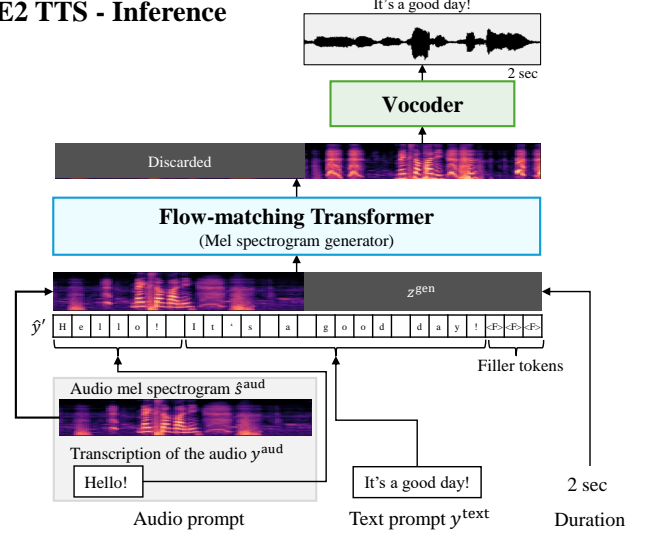 E2 TTS - Inference
It's a good day!
2 sec
Vocoder
Discarded
Flow-matching Transformer
(Mel spectrogram generator)
z^gen
ŷ′ H e l l o ! I t ‘ s a g o o d d a y ! <F> <F> <F>
Filler tokens
Audio mel spectrogram ŝ^aud
Transcription of the audio y^aud
Hello!
It's a good day!
2 sec
Audio prompt
Text prompt y^text
Duration